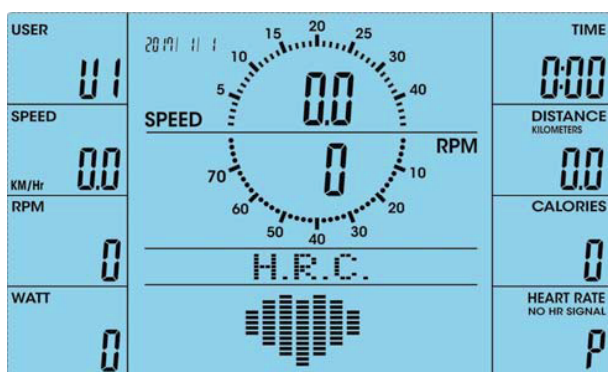 USER
U1
SPEED
KM/Hr 0.0
RPM
0
WATT
0
2017/ 1/ 1
5
10
15
20
25
30
40
SPEED
0.0
0
RPM
70
60
50
40
30
20
10
H.R.C.
TIME
0:00
DISTANCE
KILOMETERS
0.0
CALORIES
0
HEART RATE
NO HR SIGNAL
P